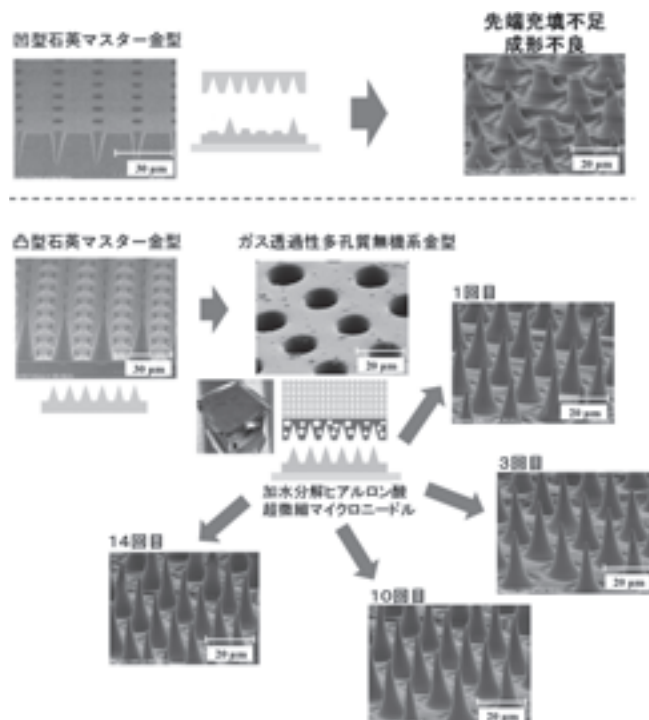 凹型石英マスター金型
先端充填不足
成形不良
30 μm
20 μm
凸型石英マスター金型
ガス透過性多孔質無機系金型
30 μm
20 μm
1回目
20 μm
加水分解ヒアルロン酸
超微細マイクロニードル
3回目
20 μm
14回目
20 μm
10回目
20 μm